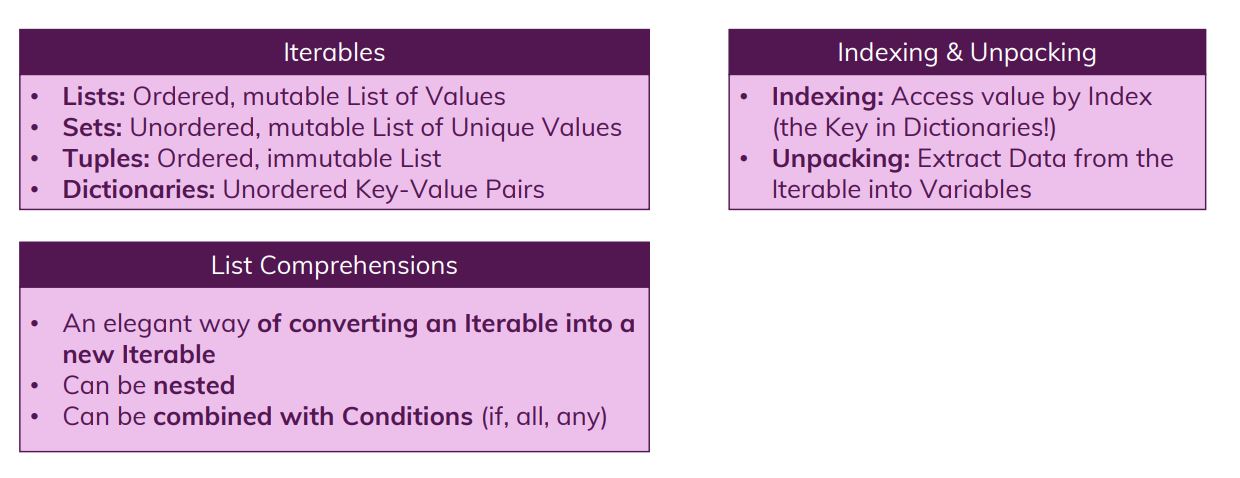 Iterables
• Lists: Ordered, mutable List of Values
• Sets: Unordered, mutable List of Unique Values
• Tuples: Ordered, immutable List
• Dictionaries: Unordered Key-Value Pairs
Indexing & Unpacking
• Indexing: Access value by Index
(the Key in Dictionaries!)
• Unpacking: Extract Data from the
Iterable into Variables
List Comprehensions
• An elegant way of converting an Iterable into a
new Iterable
• Can be nested
• Can be combined with Conditions (if, all, any)